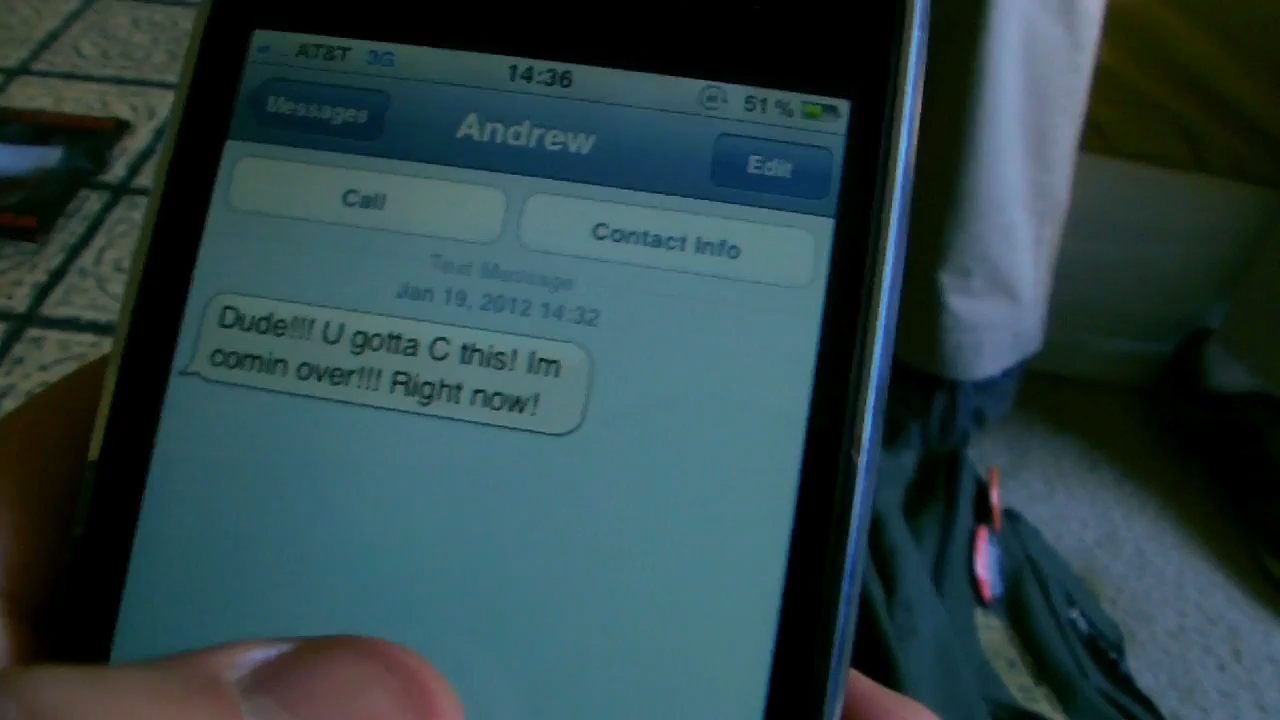 AT&T 3G 14:36 51%
Messages Andrew Edit
Call Contact Info
Text Message
Jan 19, 2012 14:32
Dude!!! U gotta C this! Im
comin over!!! Right now!